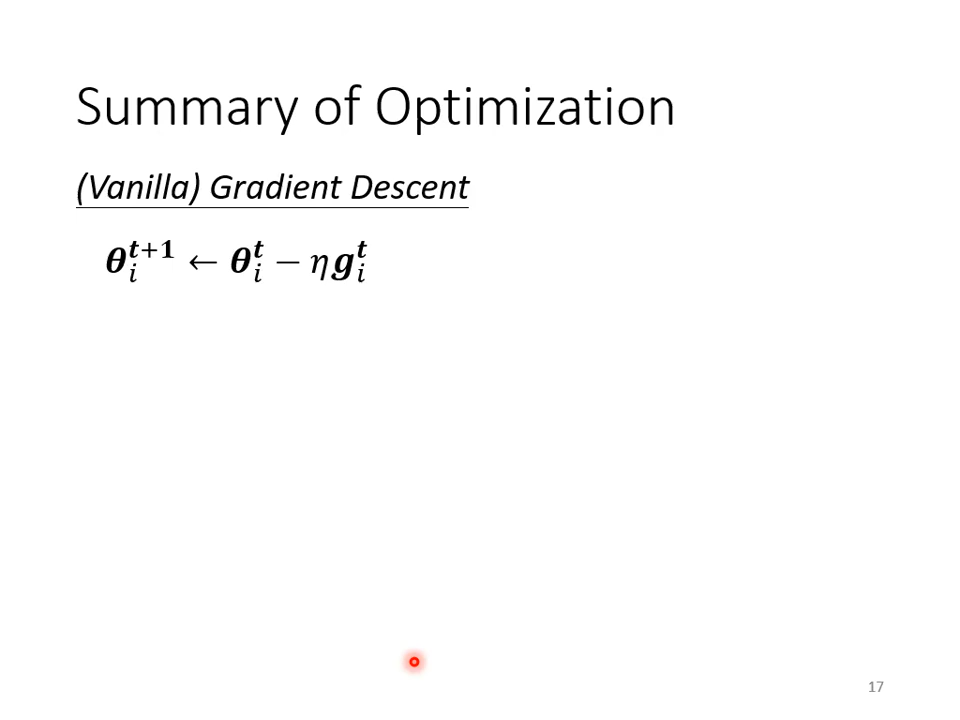 Summary of Optimization
(Vanilla) Gradient Descent
𝜽ᵢᵗ⁺¹ ← 𝜽ᵢᵗ − η𝒈ᵢᵗ
17